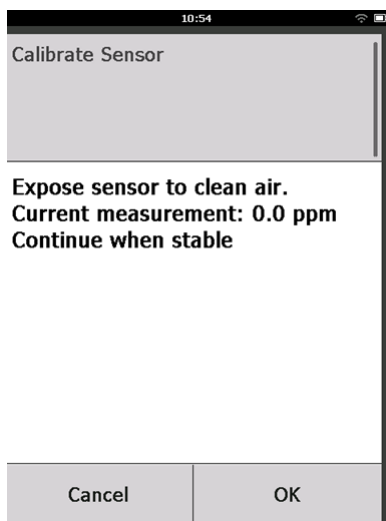 10:54
Calibrate Sensor
Expose sensor to clean air.
Current measurement: 0.0 ppm
Continue when stable
Cancel
OK